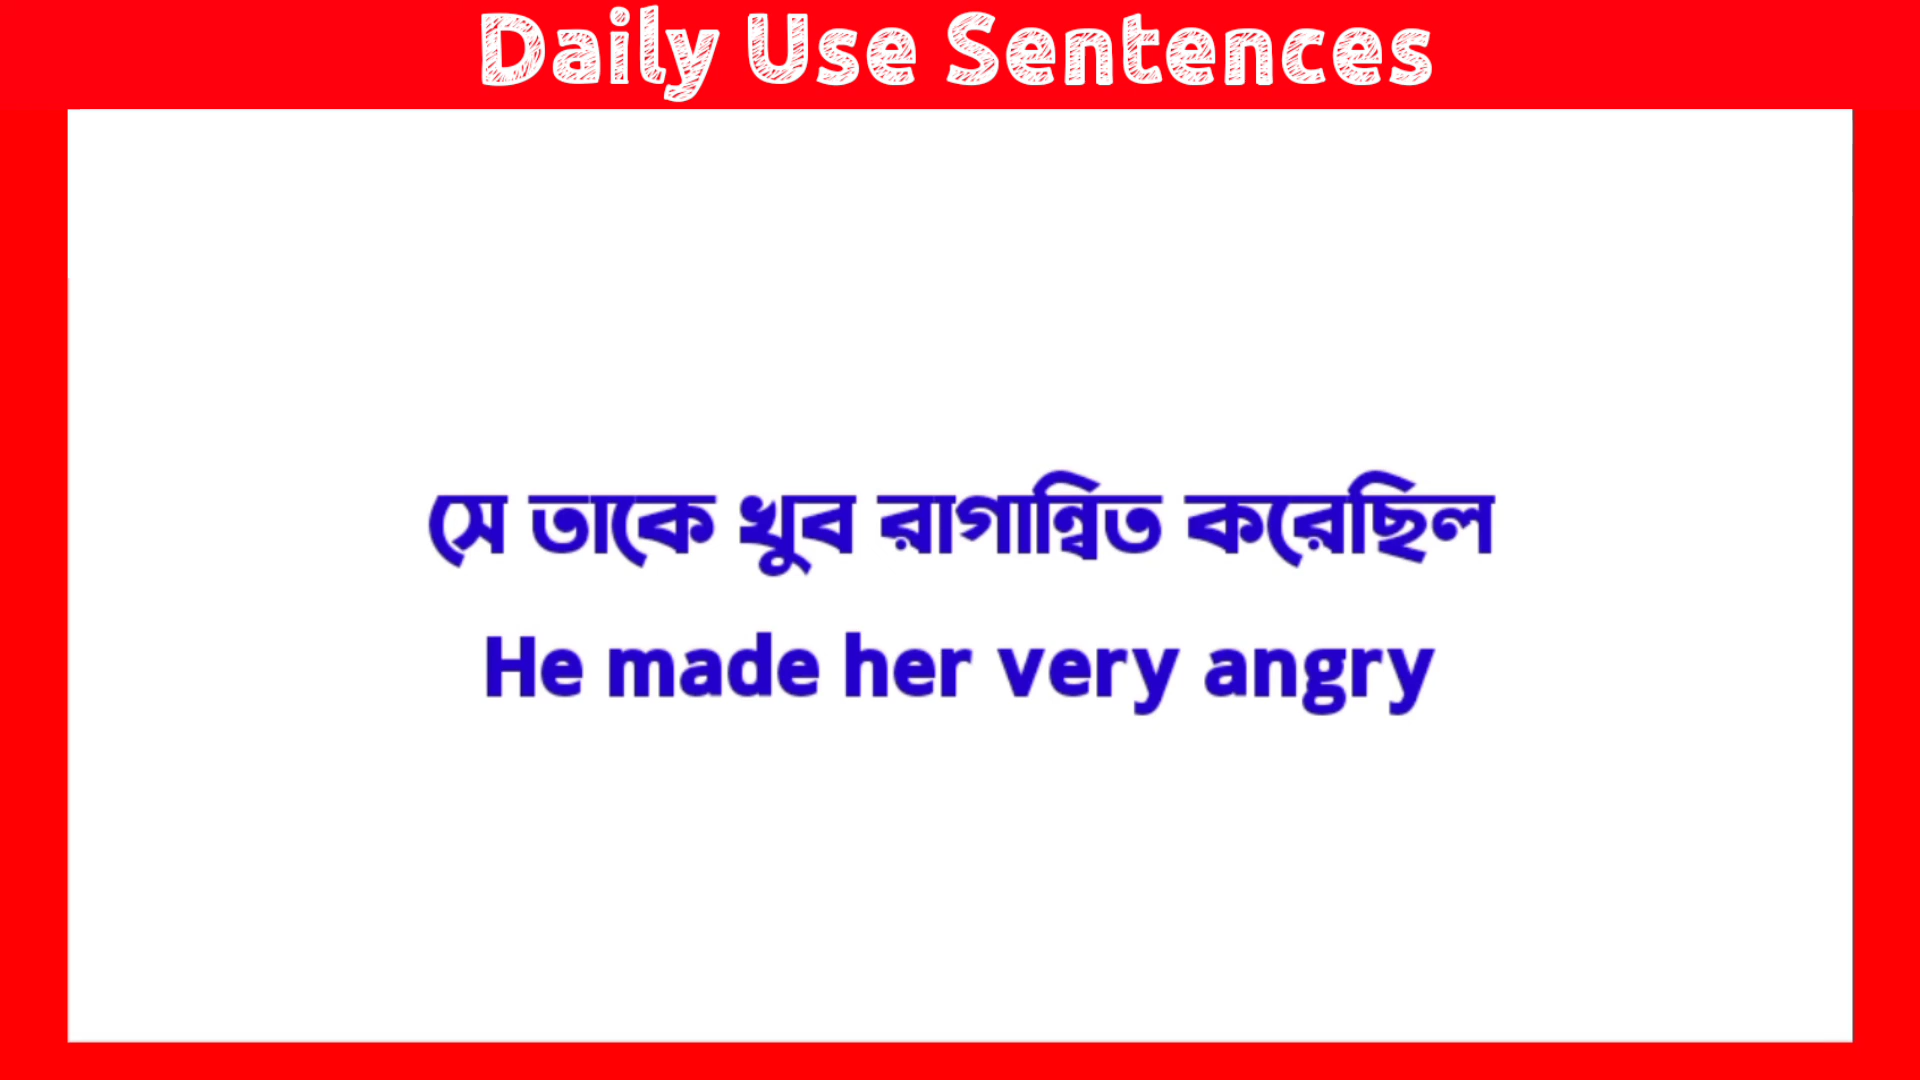 Daily Use Sentences
সে তাকে খুব রাগান্বিত করেছিল
He made her very angry